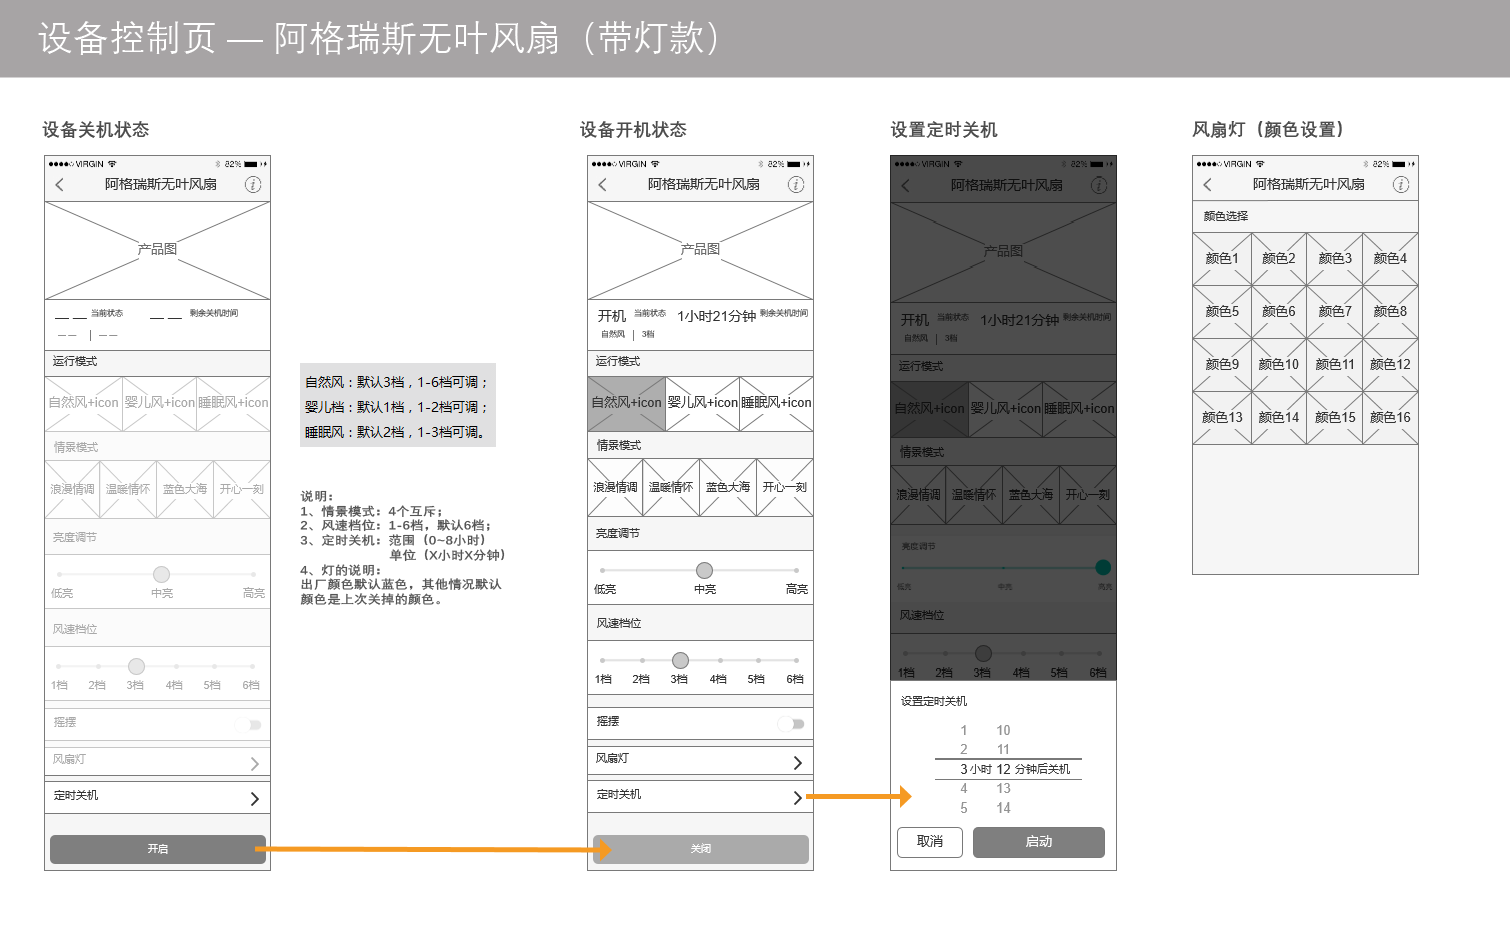 设备控制页 — 阿格瑞斯无叶风扇（带灯款）
设备关机状态
VIRGIN 82%
阿格瑞斯无叶风扇
产品图
— — 当前状态 — — 剩余关机时间
— — | — —
运行模式
自然风+icon 婴儿风+icon 睡眠风+icon
情景模式
浪漫情调 温暖情怀 蓝色大海 开心一刻
亮度调节
低亮 中亮 高亮
风速档位
1档 2档 3档 4档 5档 6档
摇摆
风扇灯
定时关机
开启
自然风：默认3档，1-6档可调；
婴儿档：默认1档，1-2档可调；
睡眠风：默认2档，1-3档可调。
说明：
1、情景模式：4个互斥；
2、风速档位：1-6档，默认6档；
3、定时关机：范围（0~8小时）
单位（X小时X分钟）
4、灯的说明：
出厂颜色默认蓝色，其他情况默认
颜色是上次关掉的颜色。
设备开机状态
VIRGIN 82%
阿格瑞斯无叶风扇
产品图
开机 当前状态 1小时21分钟 剩余关机时间
自然风 | 3档
运行模式
自然风+icon 婴儿风+icon 睡眠风+icon
情景模式
浪漫情调 温暖情怀 蓝色大海 开心一刻
亮度调节
低亮 中亮 高亮
风速档位
1档 2档 3档 4档 5档 6档
摇摆
风扇灯
定时关机
关闭
设置定时关机
VIRGIN 82%
阿格瑞斯无叶风扇
产品图
开机 当前状态 1小时21分钟 剩余关机时间
自然风 | 3档
运行模式
自然风+icon 婴儿风+icon 睡眠风+icon
情景模式
浪漫情调 温暖情怀 蓝色大海 开心一刻
亮度调节
低亮 中亮 高亮
风速档位
1档 2档 3档 4档 5档 6档
设置定时关机
1 10
2 11
3 小时 12 分钟后关机
4 13
5 14
取消 启动
风扇灯（颜色设置）
VIRGIN 82%
阿格瑞斯无叶风扇
颜色选择
颜色1 颜色2 颜色3 颜色4
颜色5 颜色6 颜色7 颜色8
颜色9 颜色10 颜色11 颜色12
颜色13 颜色14 颜色15 颜色16